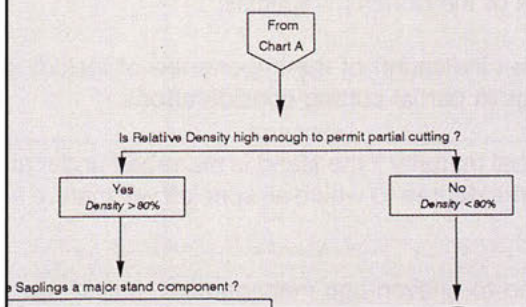 From
Chart A
Is Relative Density high enough to permit partial cutting ?
Yes
Density > 80%
No
Density < 80%
e Saplings a major stand component ?